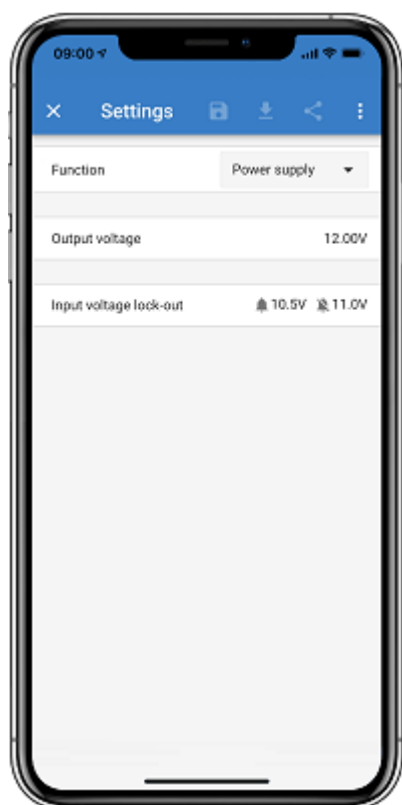 09:00
Settings
Function Power supply
Output voltage 12.00V
Input voltage lock-out 10.5V 11.0V